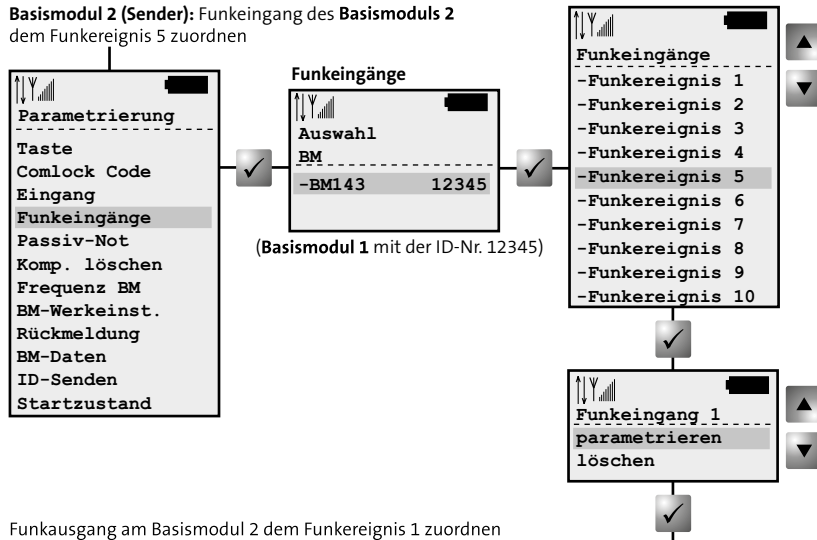 Basismodul 2 (Sender): Funkeingang des Basismoduls 2
dem Funkereignis 5 zuordnen
Parametrierung
Taste
Comlock Code
Eingang
Funkeingänge
Passiv-Not
Komp. löschen
Frequenz BM
BM-Werkeinst.
Rückmeldung
BM-Daten
ID-Senden
Startzustand
Funkeingänge
Auswahl
BM
-BM143 12345
(Basismodul 1 mit der ID-Nr. 12345)
Funkeingänge
-Funkereignis 1
-Funkereignis 2
-Funkereignis 3
-Funkereignis 4
-Funkereignis 5
-Funkereignis 6
-Funkereignis 7
-Funkereignis 8
-Funkereignis 9
-Funkereignis 10
Funkeingang 1
parametrieren
löschen
Funkausgang am Basismodul 2 dem Funkereignis 1 zuordnen